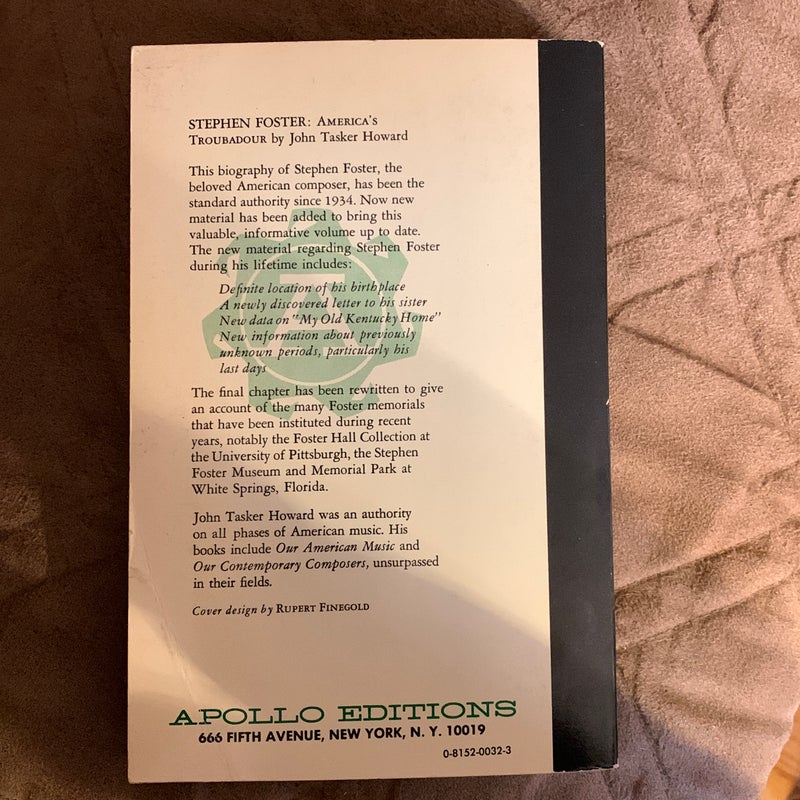 STEPHEN FOSTER: AMERICA'S
TROUBADOUR by John Tasker Howard
This biography of Stephen Foster, the
beloved American composer, has been the
standard authority since 1934. Now new
material has been added to bring this
valuable, informative volume up to date.
The new material regarding Stephen Foster
during his lifetime includes:
Definite location of his birthplace
A newly discovered letter to his sister
New data on "My Old Kentucky Home"
New information about previously
unknown periods, particularly his
last days
The final chapter has been rewritten to give
an account of the many Foster memorials
that have been instituted during recent
years, notably the Foster Hall Collection at
the University of Pittsburgh, the Stephen
Foster Museum and Memorial Park at
White Springs, Florida.
John Tasker Howard was an authority
on all phases of American music. His
books include Our American Music and
Our Contemporary Composers, unsurpassed
in their fields.
Cover design by RUPERT FINEGOLD
APOLLO EDITIONS
666 FIFTH AVENUE, NEW YORK, N. Y. 10019
0-8152-0032-3